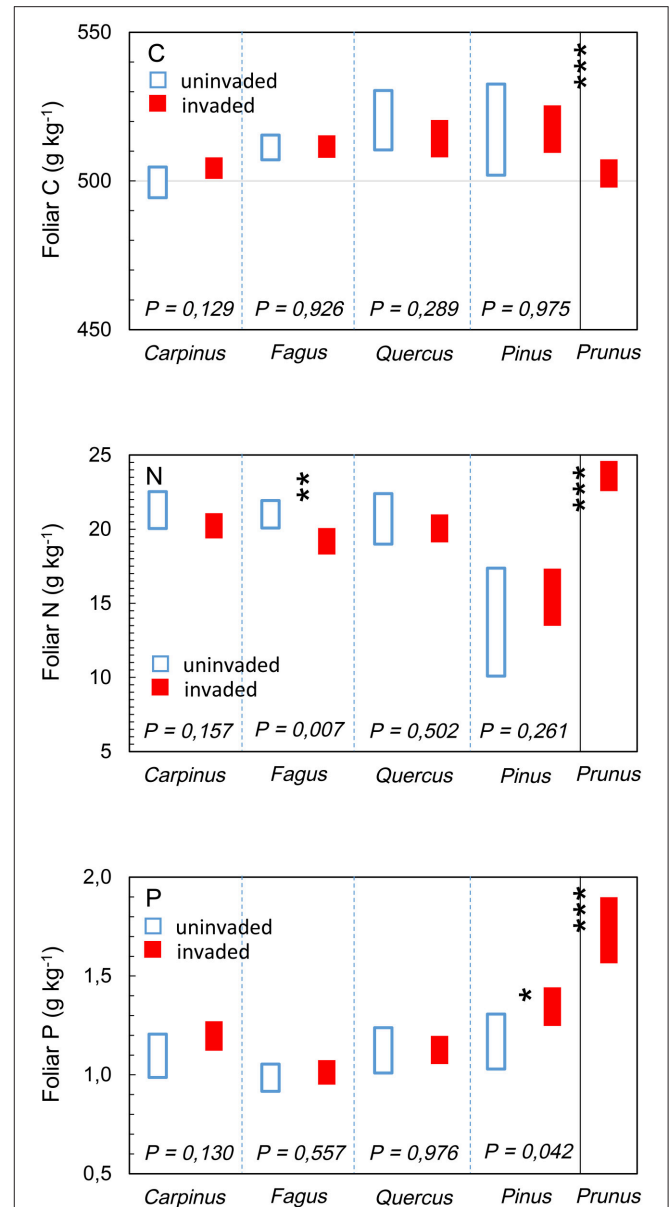 550
C
***
uninvaded
invaded
Foliar C (g kg-1)
500
P = 0,129 P = 0,926 P = 0,289 P = 0,975
450
Carpinus Fagus Quercus Pinus Prunus
25
N
**
***
20
Foliar N (g kg-1)
15
uninvaded
10
invaded
P = 0,157 P = 0,007 P = 0,502 P = 0,261
5
Carpinus Fagus Quercus Pinus Prunus
2,0
P
***
uninvaded
invaded
Foliar P (g kg-1)
1,5
*
1,0
P = 0,130 P = 0,557 P = 0,976 P = 0,042
0,5
Carpinus Fagus Quercus Pinus Prunus